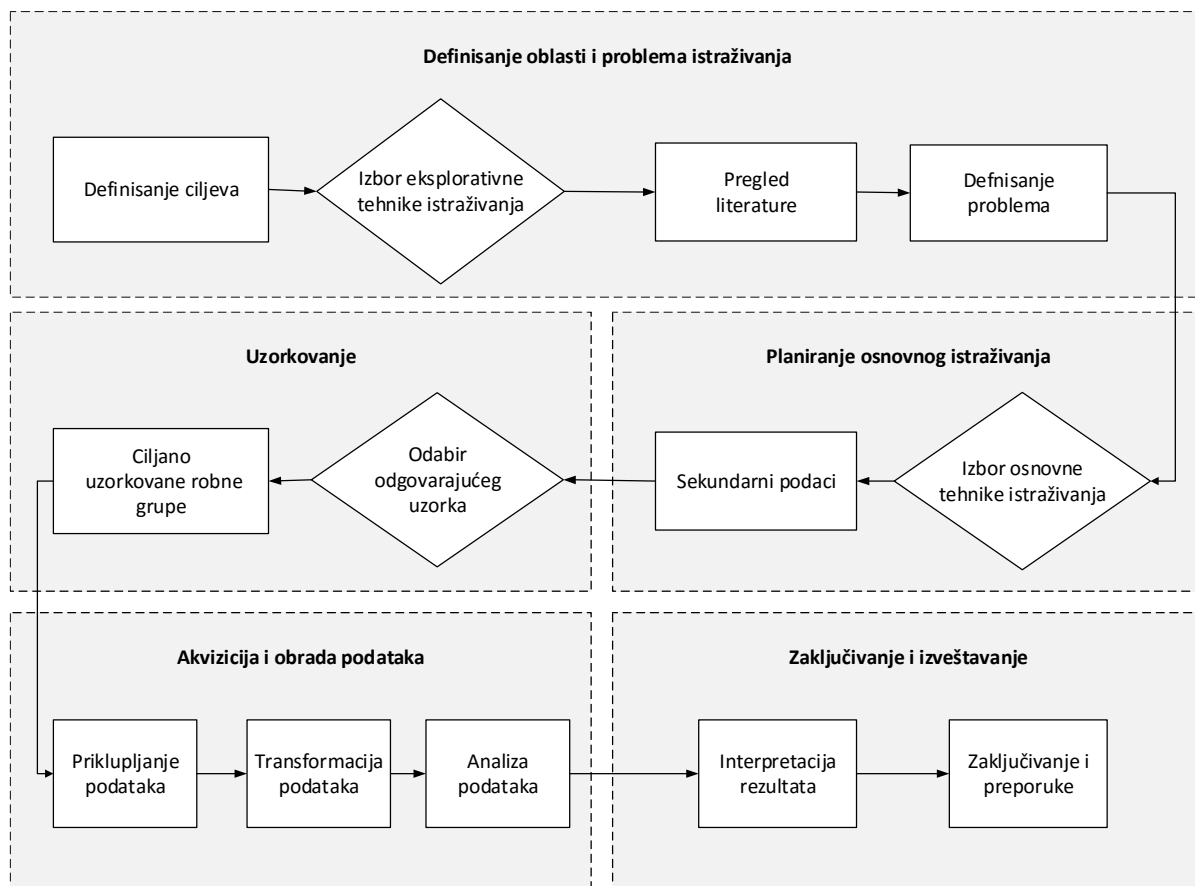 Definisanje oblasti i problema istraživanja
Definisanje ciljeva
Izbor eksplorativne
tehnike istraživanja
Pregled
literature
Defnisanje
problema
Uzorkovanje
Ciljano
uzorkovane robne
grupe
Odabir
odgovarajućeg
uzorka
Planiranje osnovnog istraživanja
Sekundarni podaci
Izbor osnovne
tehnike istraživanja
Akvizicija i obrada podataka
Priklupljanje
podataka
Transformacija
podataka
Analiza
podataka
Zaključivanje i izveštavanje
Interpretacija
rezultata
Zaključivanje i
preporuke